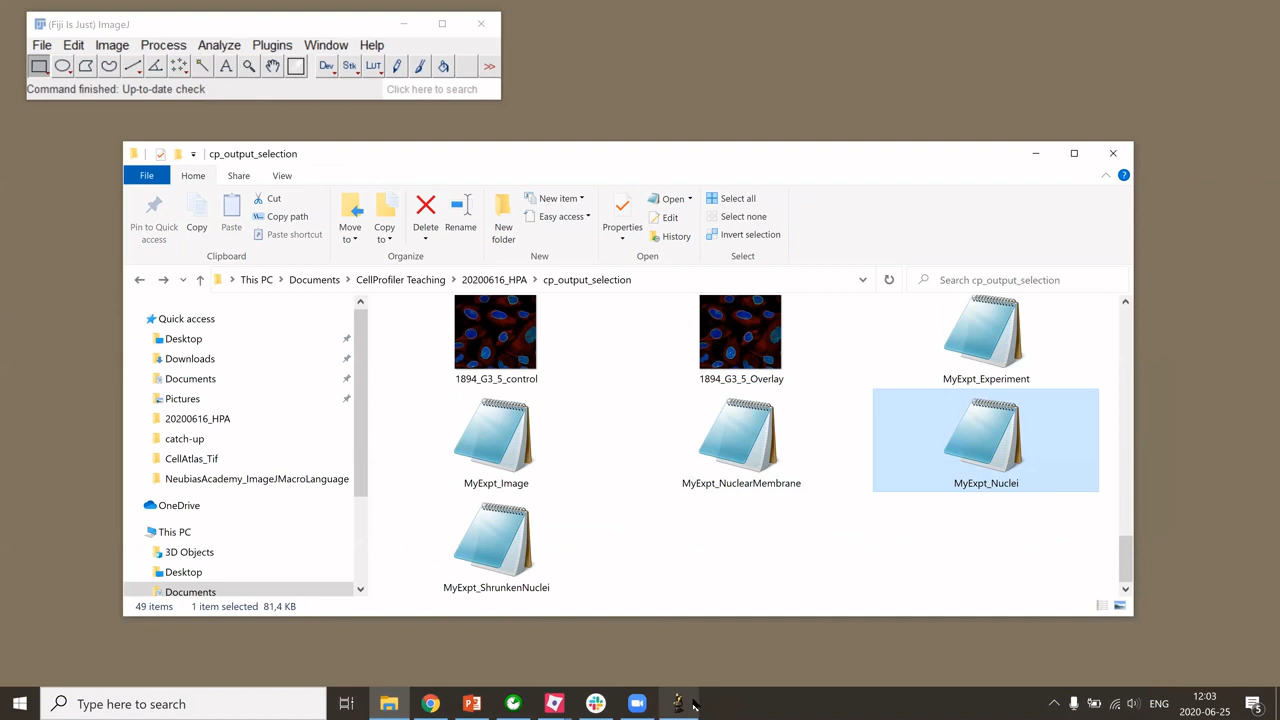 (Fiji Is Just) ImageJ
File Edit Image Process Analyze Plugins Window Help
Dev Stk LUT >>
Command finished: Up-to-date check
Click here to search
cp_output_selection
File Home Share View
Pin to Quick access
Copy
Paste
Cut
Copy path
Paste shortcut
Clipboard
Move to
Copy to
Delete
Rename
Organize
New folder
New item
Easy access
New
Properties
Open
Edit
History
Open
Select all
Select none
Invert selection
Select
This PC > Documents > CellProfiler Teaching > 20200616_HPA > cp_output_selection
Search cp_output_selection
Quick access
Desktop
Downloads
Documents
Pictures
20200616_HPA
catch-up
CellAtlas_Tif
NeubiasAcademy_ImageJMacroLanguage
OneDrive
This PC
3D Objects
Desktop
Documents
1894_G3_5_control
1894_G3_5_Overlay
MyExpt_Experiment
MyExpt_Image
MyExpt_NuclearMembrane
MyExpt_Nuclei
MyExpt_ShrunkenNuclei
49 items 1 item selected 81,4 KB
Type here to search
ENG
12:03
2020-06-25
5